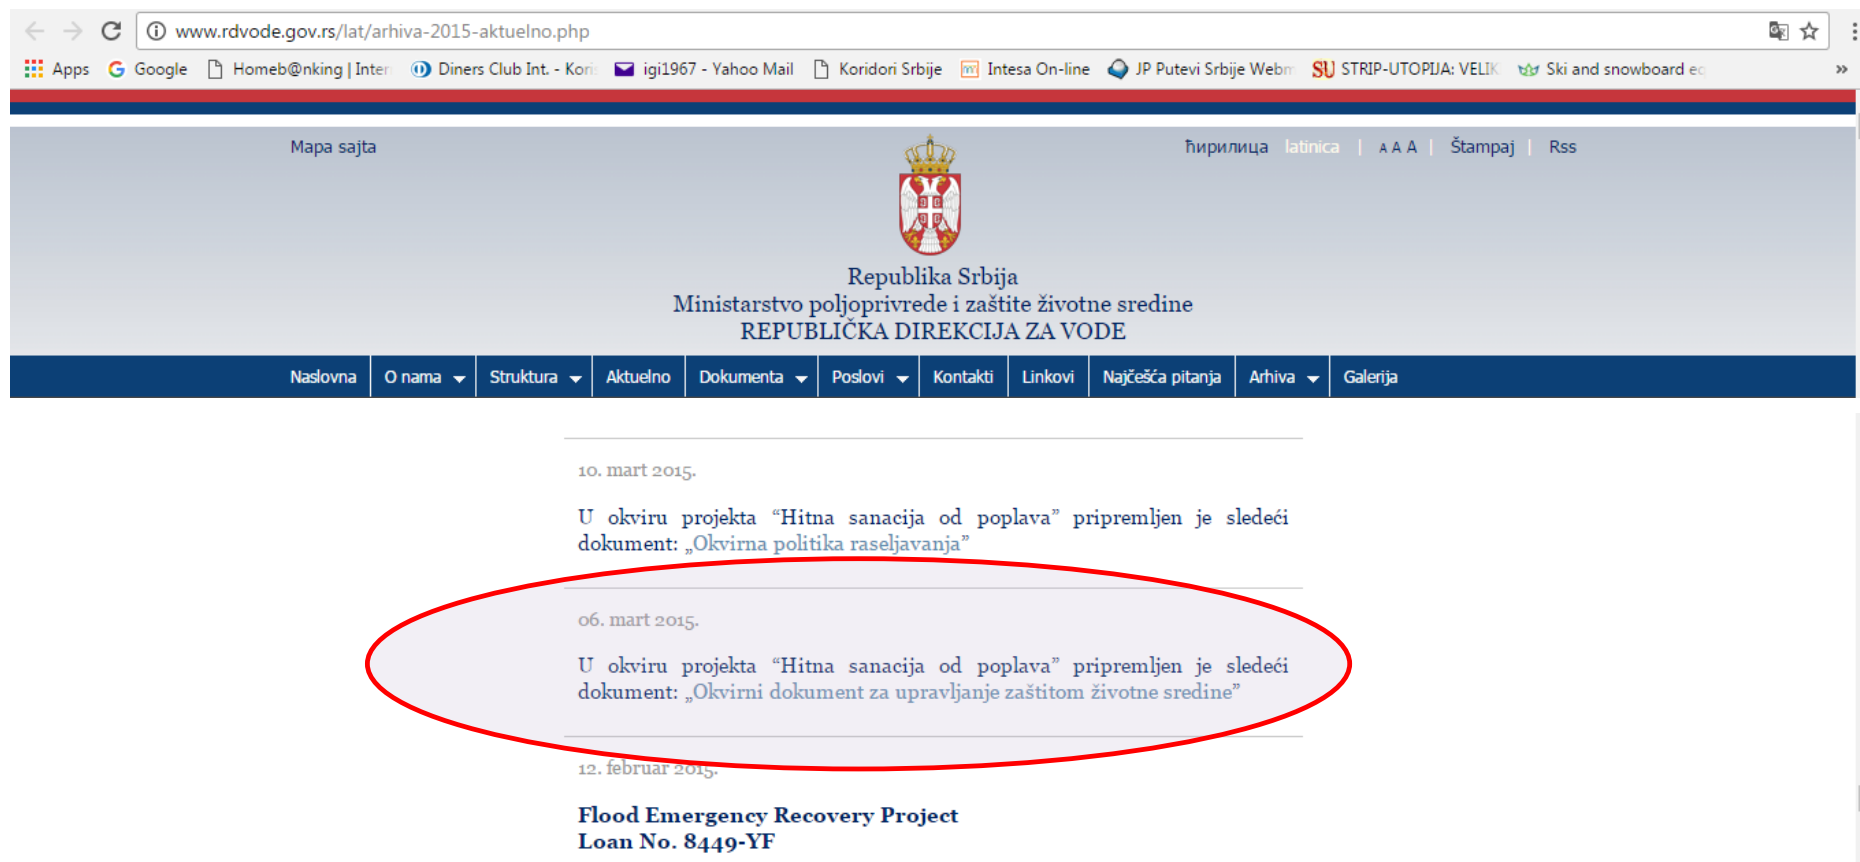 www.rdvode.gov.rs/lat/arhiva-2015-aktuelno.php
Apps Google Homeb@nking | Inter Diners Club Int. - Kori igi1967 - Yahoo Mail Koridori Srbije Intesa On-line JP Putevi Srbije Webm SU STRIP-UTOPIJA: VELIK Ski and snowboard eq »
Mapa sajta ћирилица latinica | A A A | Štampaj | Rss
Republika Srbija
Ministarstvo poljoprivrede i zaštite životne sredine
REPUBLIČKA DIREKCIJA ZA VODE
Naslovna O nama Struktura Aktuelno Dokumenta Poslovi Kontakti Linkovi Najčešća pitanja Arhiva Galerija
10. mart 2015.
U okviru projekta “Hitna sanacija od poplava” pripremljen je sledeći
dokument: „Okvirna politika raseljavanja”
06. mart 2015.
U okviru projekta “Hitna sanacija od poplava” pripremljen je sledeći
dokument: „Okvirni dokument za upravljanje zaštitom životne sredine”
12. februar 2015.
Flood Emergency Recovery Project
Loan No. 8449-YF